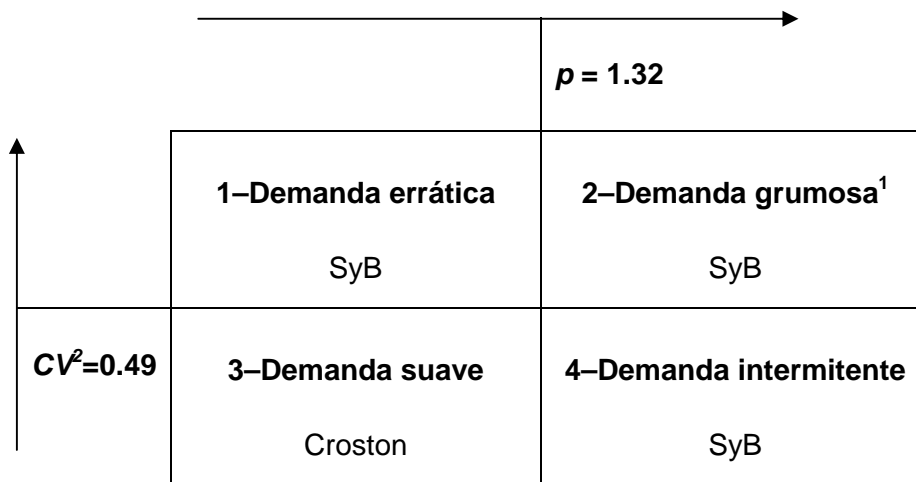 p = 1.32
1–Demanda errática
2–Demanda grumosa¹
SyB
SyB
CV²=0.49
3–Demanda suave
4–Demanda intermitente
Croston
SyB